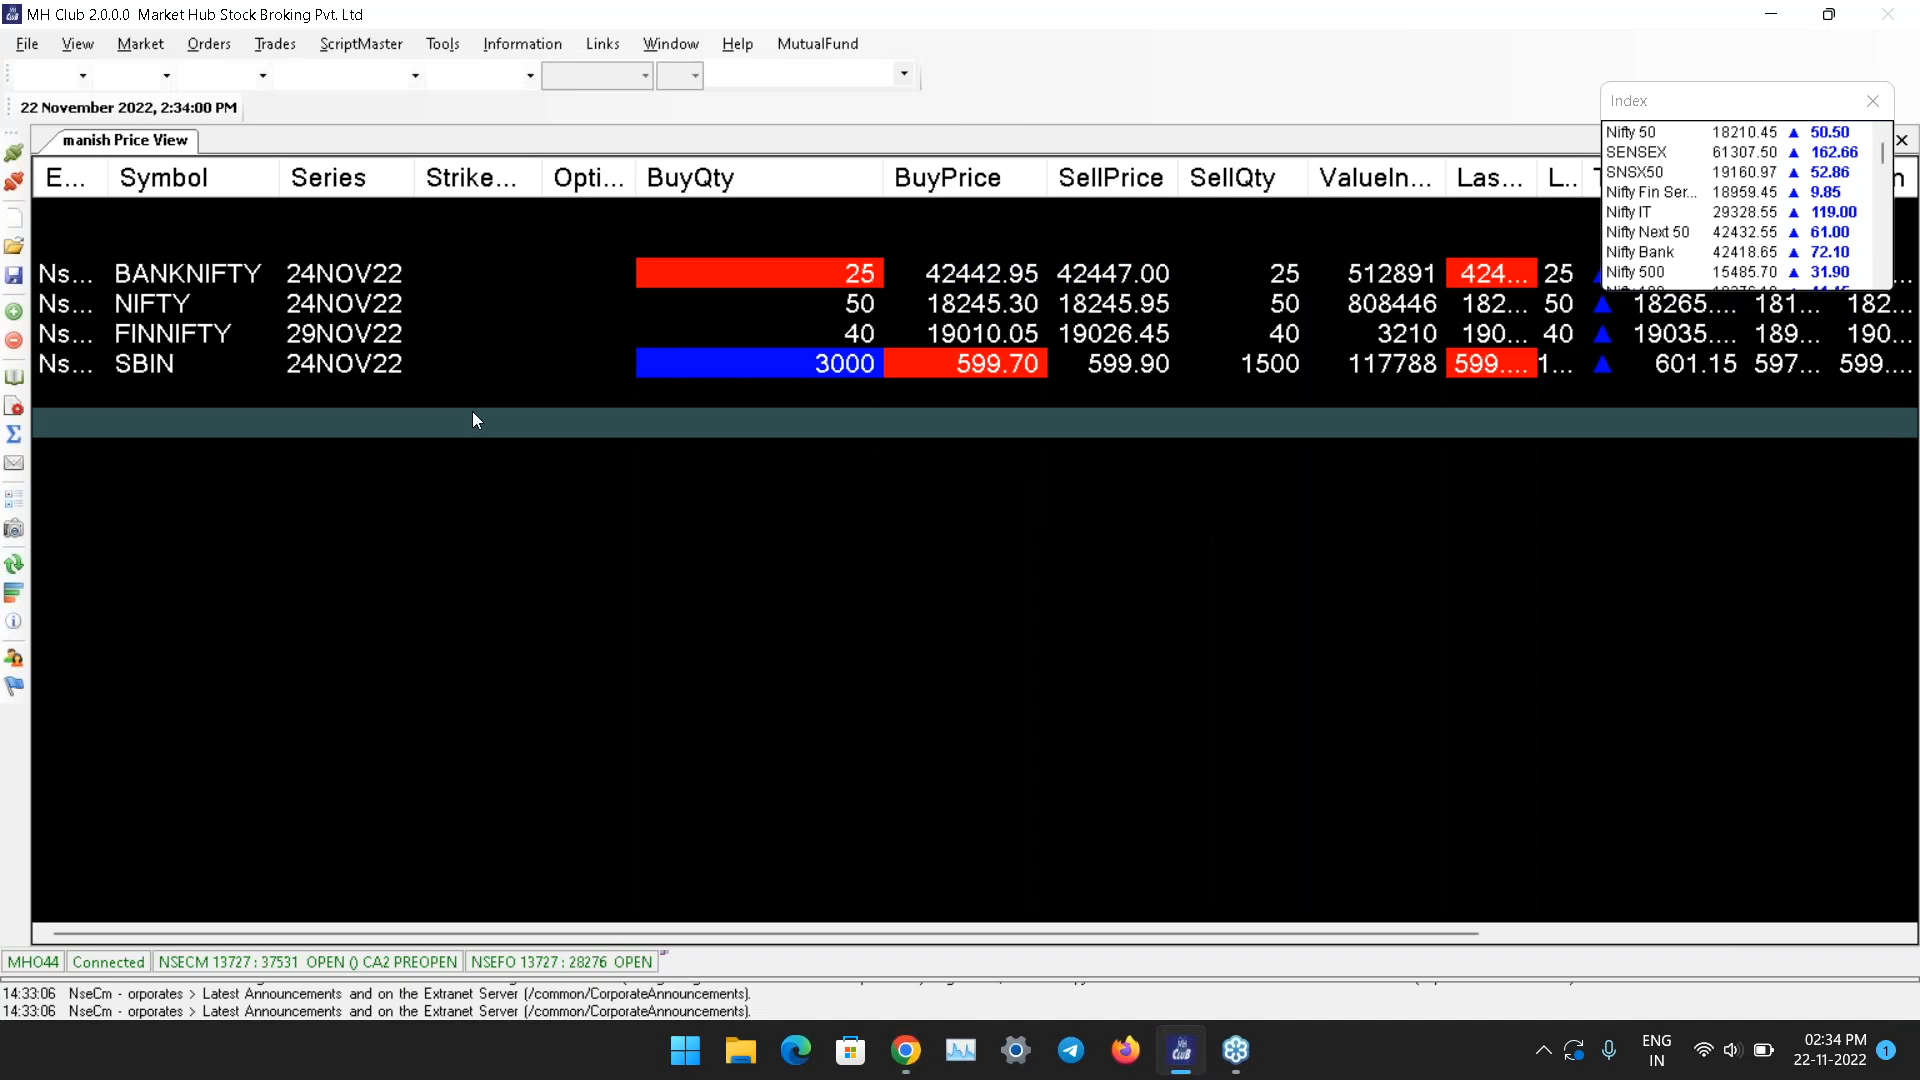 MH Club 2.0.0.0 Market Hub Stock Broking Pvt. Ltd
File View Market Orders Trades ScriptMaster Tools Information Links Window Help MutualFund
22 November 2022, 2:34:00 PM
manish Price View
Index
Nifty 50 18210.45 ▲ 50.50
SENSEX 61307.50 ▲ 162.66
SNSX50 19160.97 ▲ 52.86
Nifty Fin Ser... 18959.45 ▲ 9.85
Nifty IT 29328.55 ▲ 119.00
Nifty Next 50 42432.55 ▲ 61.00
Nifty Bank 42418.65 ▲ 72.10
Nifty 500 15485.70 ▲ 31.90
E... Symbol Series Strike... Opti... BuyQty BuyPrice SellPrice SellQty ValueIn... Las... L..
Ns... BANKNIFTY 24NOV22 25 42442.95 42447.00 25 512891 424... 25
Ns... NIFTY 24NOV22 50 18245.30 18245.95 50 808446 182... 50 ▲ 18265.... 181... 182...
Ns... FINNIFTY 29NOV22 40 19010.05 19026.45 40 3210 190... 40 ▲ 19035.... 189... 190...
Ns... SBIN 24NOV22 3000 599.70 599.90 1500 117788 599.... 1... ▲ 601.15 597... 599....
MHO44 Connected NSECM 13727 : 37531 OPEN () CA2 PREOPEN NSEFO 13727 : 28276 OPEN
14:33:06 NseCm - orporates > Latest Announcements and on the Extranet Server (/common/CorporateAnnouncements).
14:33:06 NseCm - orporates > Latest Announcements and on the Extranet Server (/common/CorporateAnnouncements).
MH CLUB
ENG IN
02:34 PM
22-11-2022
1